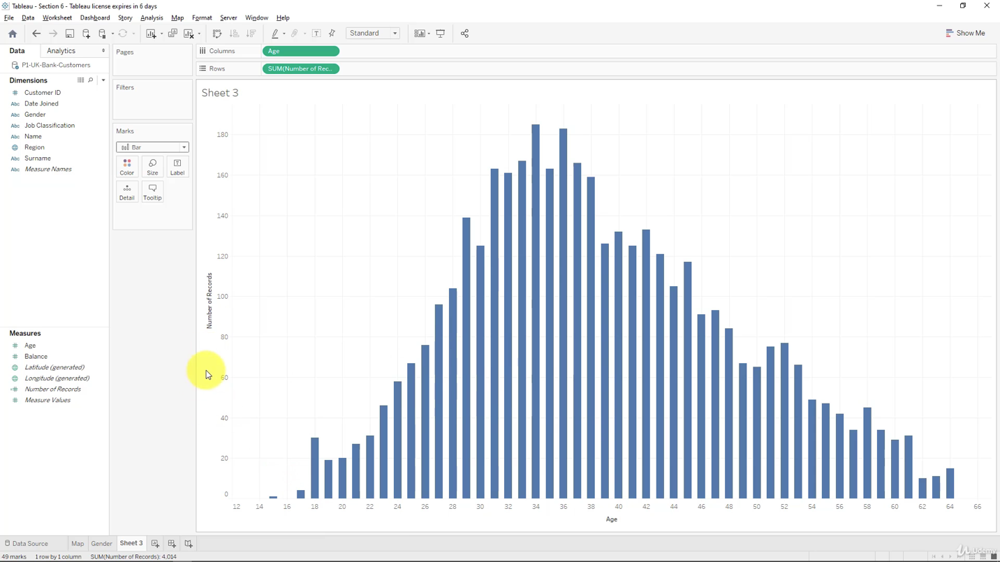 Tableau - Section 6 - Tableau license expires in 6 days
File Data Worksheet Dashboard Story Analysis Map Format Server Window Help
Standard
Show Me
Data Analytics
P1-UK-Bank-Customers
Dimensions
Customer ID
Abc Date Joined
Abc Gender
Abc Job Classification
Abc Name
Region
Abc Surname
Abc Measure Names
Measures
Age
Balance
Latitude (generated)
Longitude (generated)
Number of Records
Measure Values
Pages
Filters
Marks
Bar
Color Size Label
Detail Tooltip
Columns Age
Rows SUM(Number of Rec..
Sheet 3
Number of Records
180
160
140
120
100
80
60
40
20
0
12 14 16 18 20 22 24 26 28 30 32 34 36 38 40 42 44 46 48 50 52 54 56 58 60 62 64 66
Age
Data Source Map Gender Sheet 3
49 marks 1 row by 1 column SUM(Number of Records): 4,014
Udemy